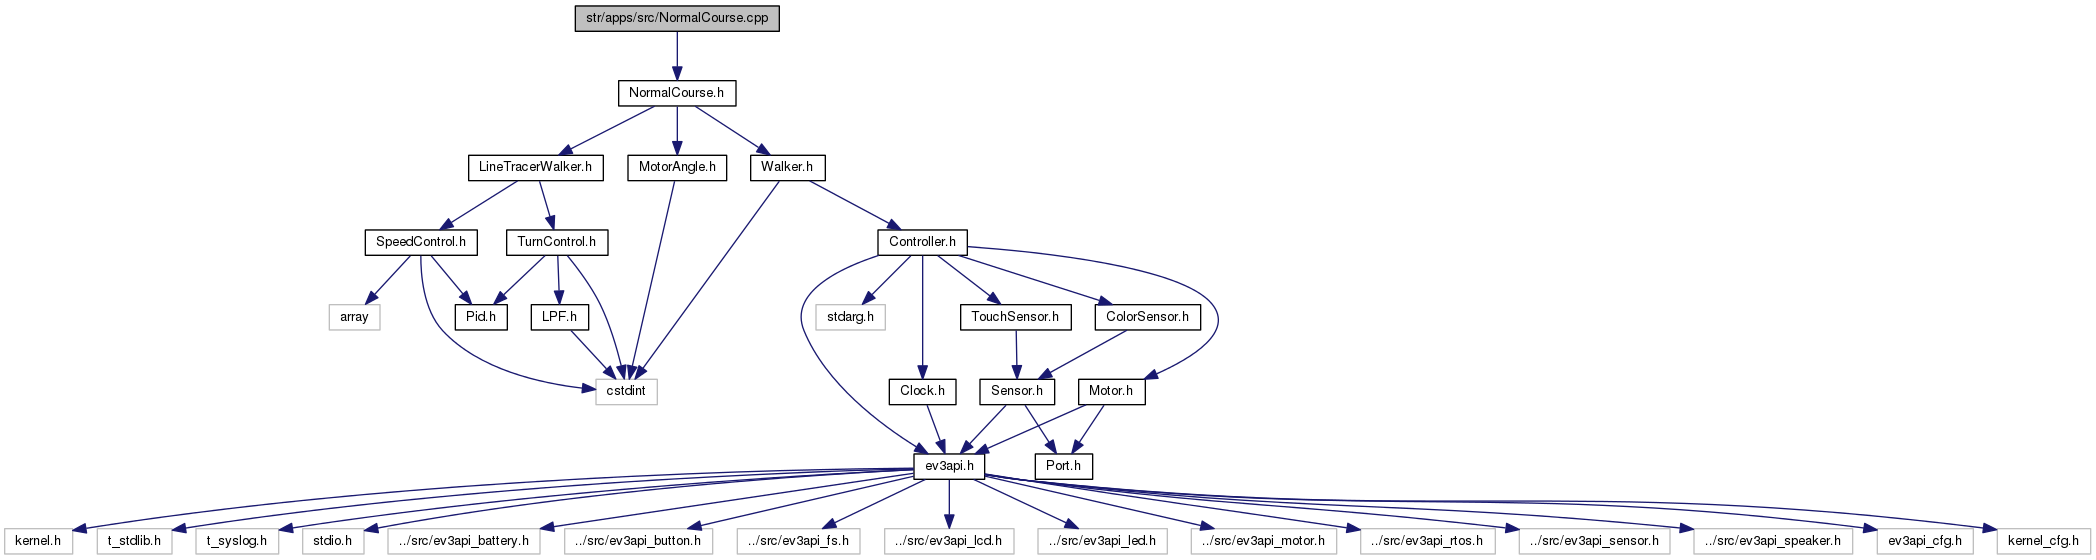 str/apps/src/NormalCourse.cpp
NormalCourse.h
LineTracerWalker.h
MotorAngle.h
Walker.h
SpeedControl.h
TurnControl.h
Controller.h
array
Pid.h
LPF.h
stdarg.h
TouchSensor.h
ColorSensor.h
cstdint
Clock.h
Sensor.h
Motor.h
ev3api.h
Port.h
kernel.h
t_stdlib.h
t_syslog.h
stdio.h
../src/ev3api_battery.h
../src/ev3api_button.h
../src/ev3api_fs.h
../src/ev3api_lcd.h
../src/ev3api_led.h
../src/ev3api_motor.h
../src/ev3api_rtos.h
../src/ev3api_sensor.h
../src/ev3api_speaker.h
ev3api_cfg.h
kernel_cfg.h